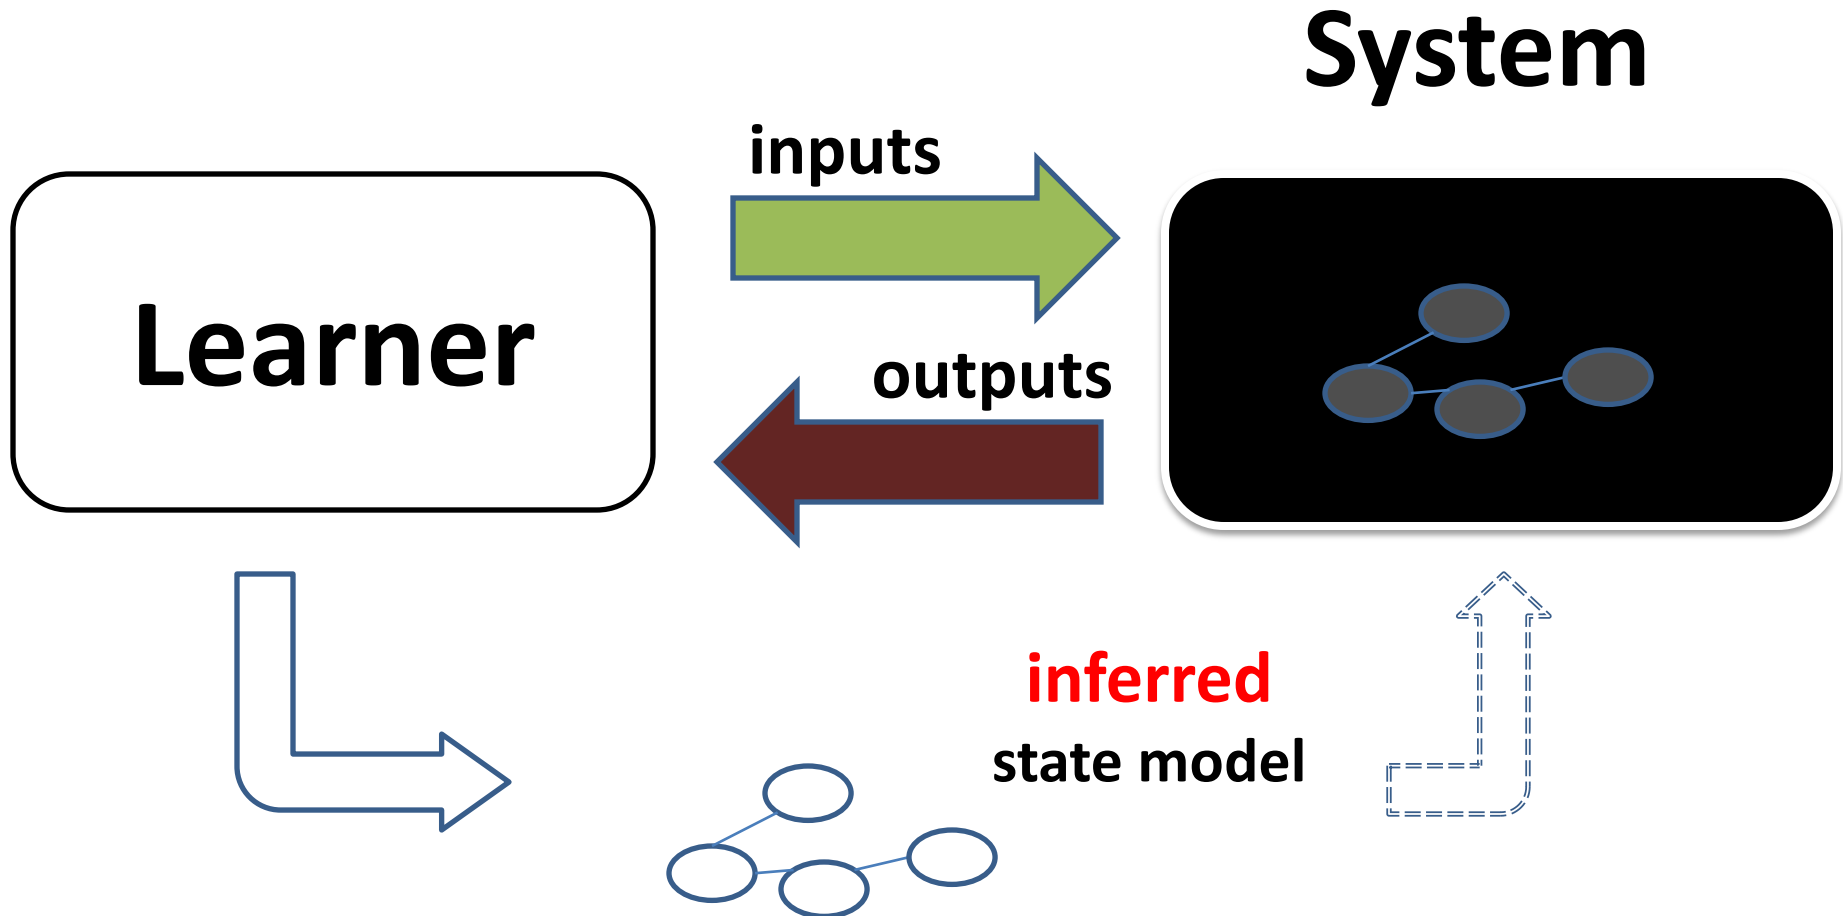 System
inputs
Learner
outputs
inferred
state model